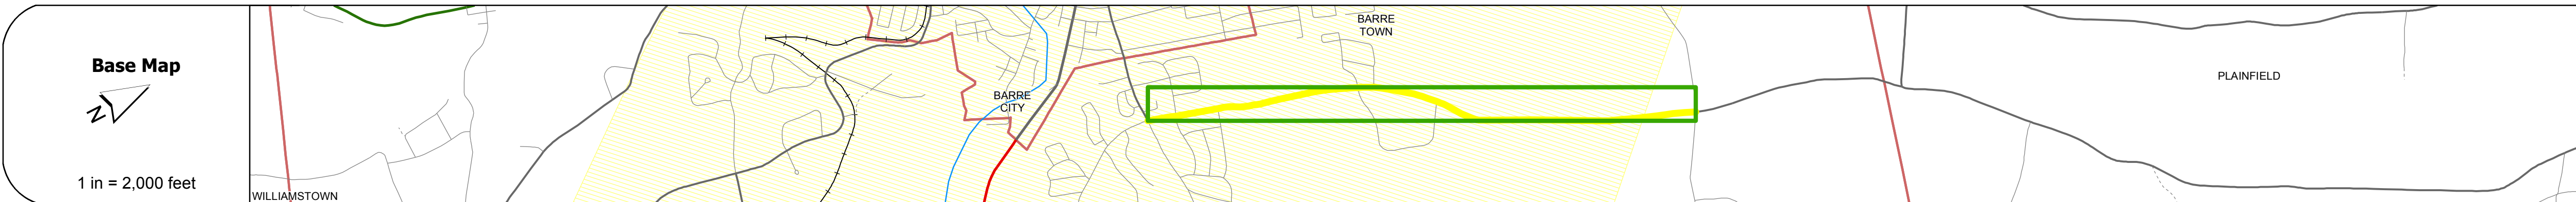 Base Map
N
1 in = 2,000 feet
WILLIAMSTOWN
BARRE
CITY
BARRE
TOWN
PLAINFIELD